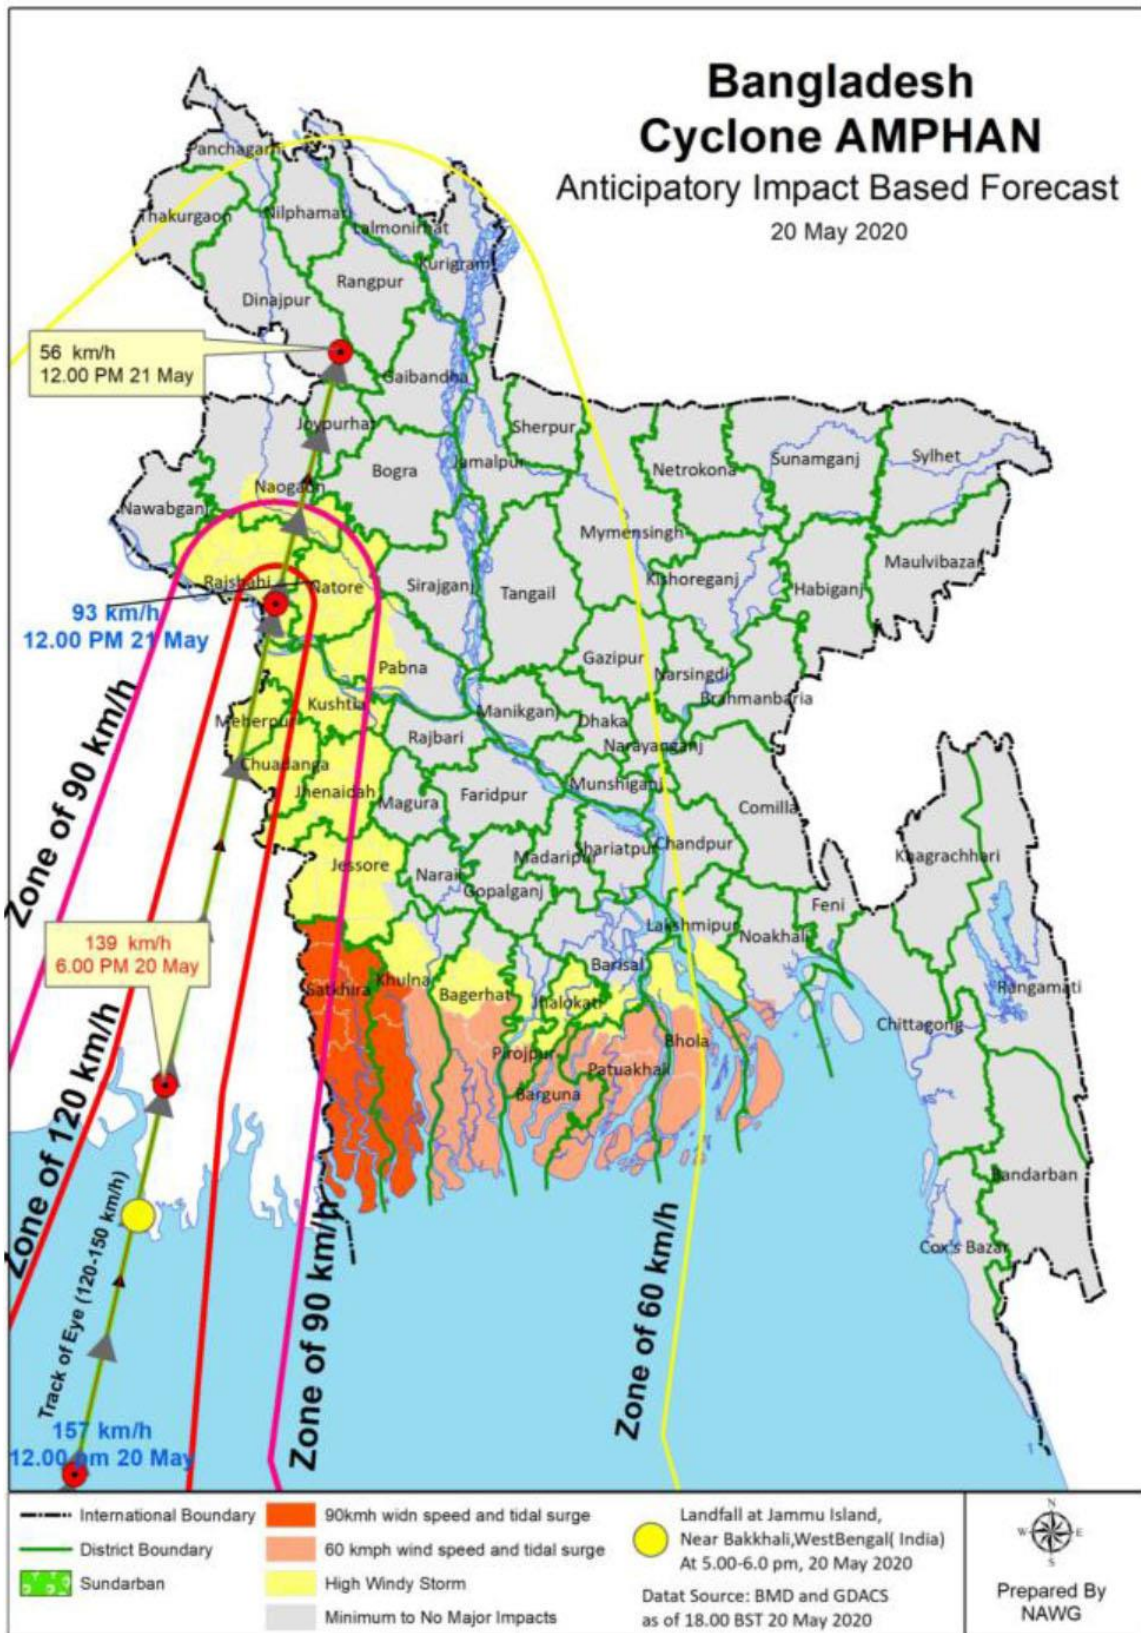 Bangladesh
Cyclone AMPHAN
Anticipatory Impact Based Forecast
20 May 2020
Panchagarh
Thakurgaon
Nilphamari
Lalmonirhat
Kurigram
Rangpur
Dinajpur
56 km/h
12.00 PM 21 May
Gaibandha
Joypurhat
Sherpur
Jamalpur
Bogra
Netrokona
Sunamganj
Sylhet
Naogaon
Nawabganj
Mymensingh
Maulvibazar
Rajshahi
Natore
Sirajganj
Tangail
Kishoreganj
Habiganj
93 km/h
12.00 PM 21 May
Pabna
Gazipur
Narsingdi
Brahmanbaria
Kushtia
Meherpur
Manikganj
Dhaka
Rajbari
Narayanganj
Chuadanga
Jhenaidah
Magura
Faridpur
Munshiganj
Comilla
Zone of 90 km/h
Jessore
Narail
Madaripur
Shariatpur
Chandpur
Gopalganj
Khagrachhari
Feni
Lakshmipur
Noakhali
139 km/h
6.00 PM 20 May
Barisal
Satkhira
Khulna
Bagerhat
Jhalokati
Rangamati
Chittagong
Bhola
Pirojpur
Patuakhali
Barguna
Zone of 120 km/h
Bandarban
Cox's Bazar
Track of Eye (120-150 km/h)
Zone of 90 km/h
Zone of 60 km/h
157 km/h
12.00 pm 20 May
International Boundary
District Boundary
Sundarban
90kmh widn speed and tidal surge
60 kmph wind speed and tidal surge
High Windy Storm
Minimum to No Major Impacts
Landfall at Jammu Island,
Near Bakkhali,WestBengal( India)
At 5.00-6.0 pm, 20 May 2020
Datat Source: BMD and GDACS
as of 18.00 BST 20 May 2020
N
W
E
S
Prepared By
NAWG